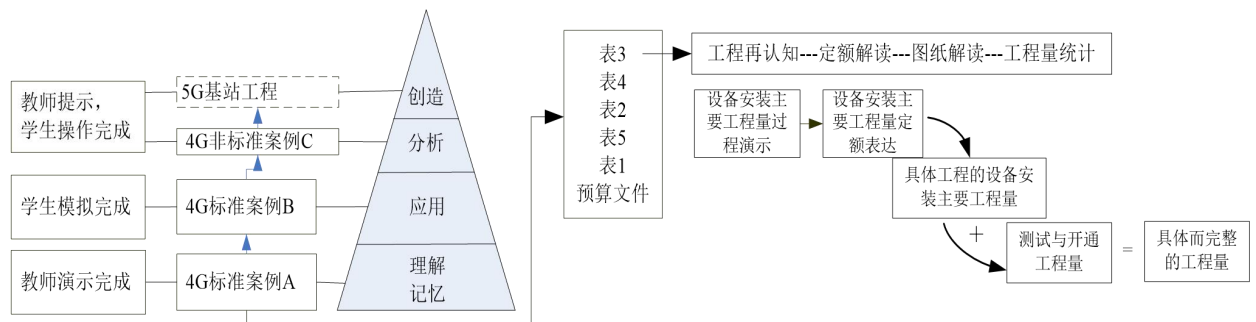 教师提示，
学生操作完成
学生模拟完成
教师演示完成
5G基站工程
4G非标准案例C
4G标准案例B
4G标准案例A
创造
分析
应用
理解
记忆
表3
表4
表2
表5
表1
预算文件
工程再认知---定额解读---图纸解读---工程量统计
设备安装主
要工程量过
程演示
设备安装主
要工程量定
额表达
具体工程的设备安
装主要工程量
+
测试与开通
工程量
=
具体而完整
的工程量